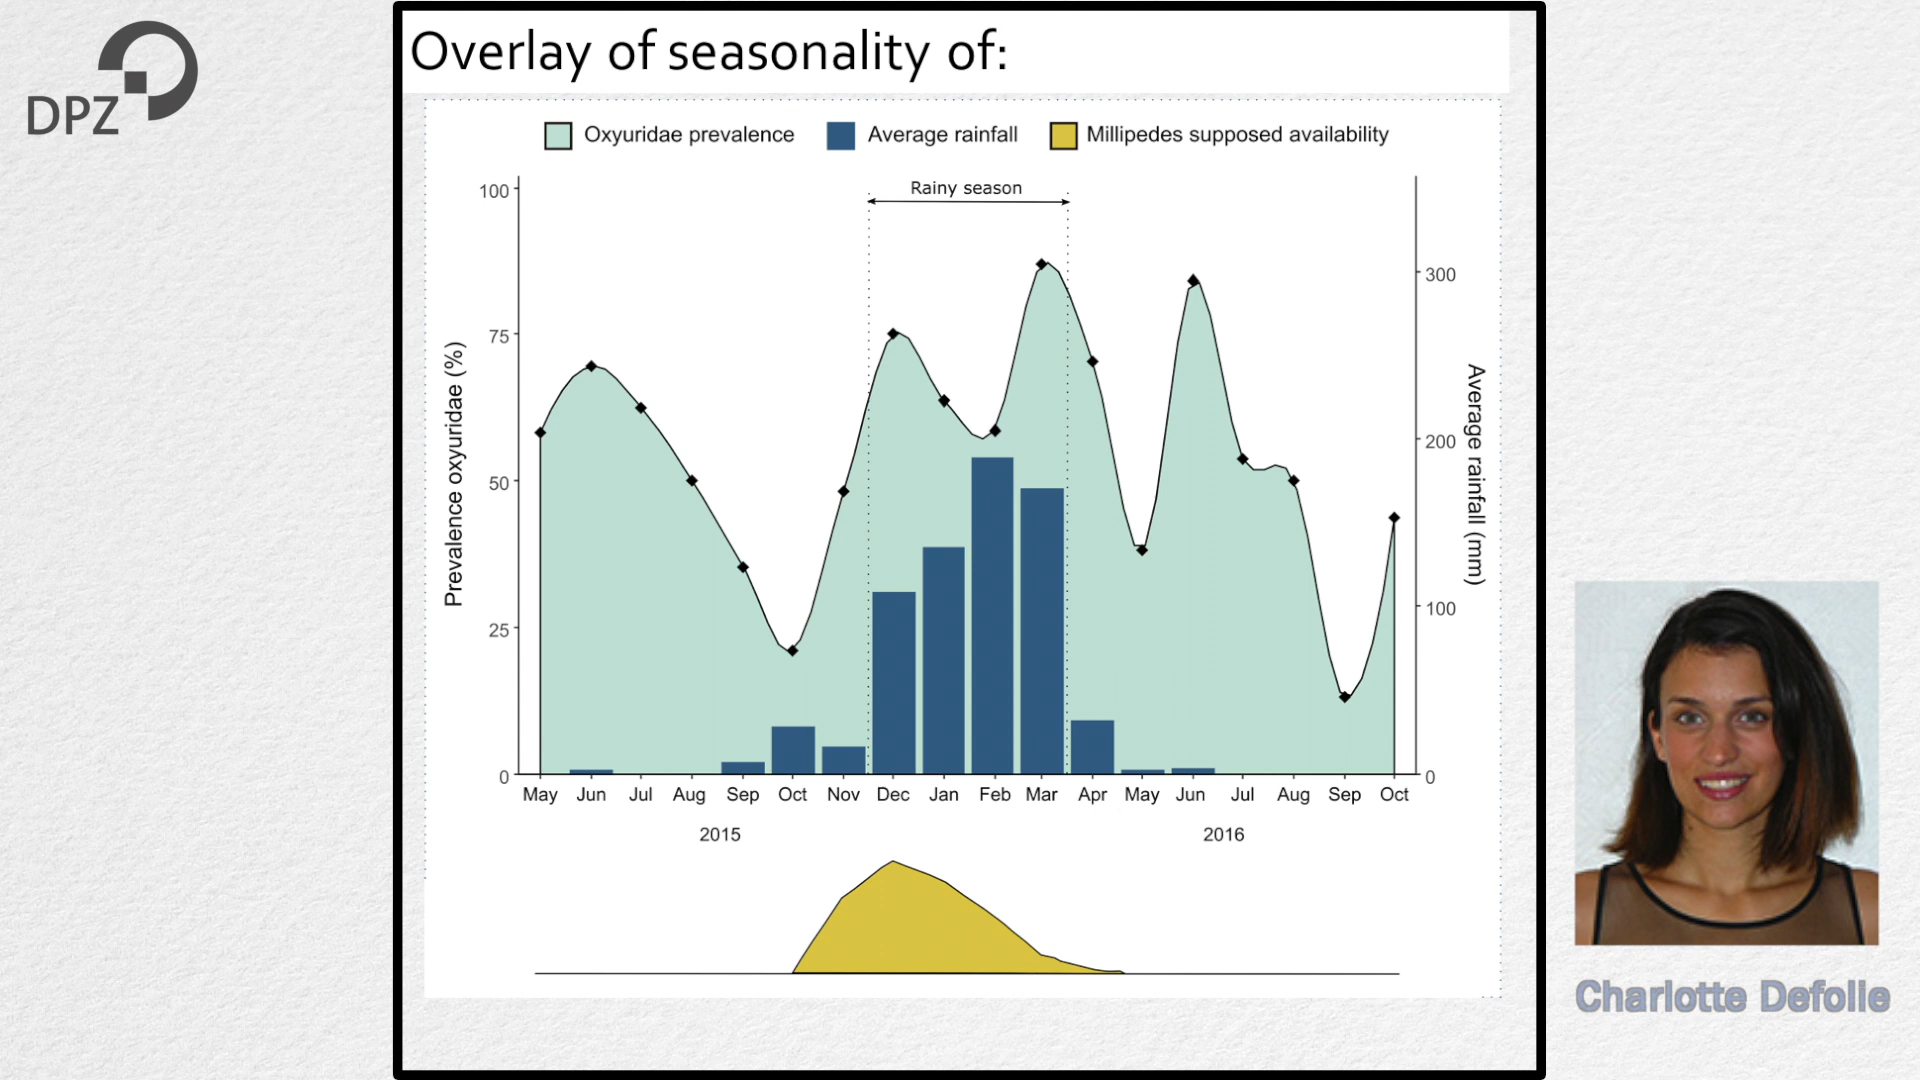 DPZ
Overlay of seasonality of:
Oxyuridae prevalence Average rainfall Millipedes supposed availability
Rainy season
Prevalence oxyuridae (%)
100
75
50
25
0
Average rainfall (mm)
300
200
100
0
May Jun Jul Aug Sep Oct Nov Dec Jan Feb Mar Apr May Jun Jul Aug Sep Oct
2015 2016
Charlotte Defolie